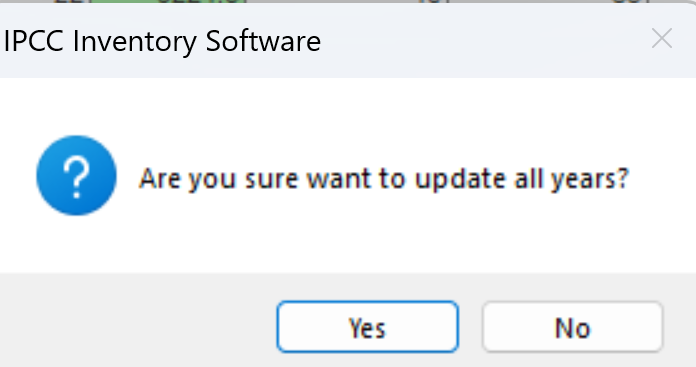 IPCC Inventory Software
Are you sure want to update all years?
Yes
No